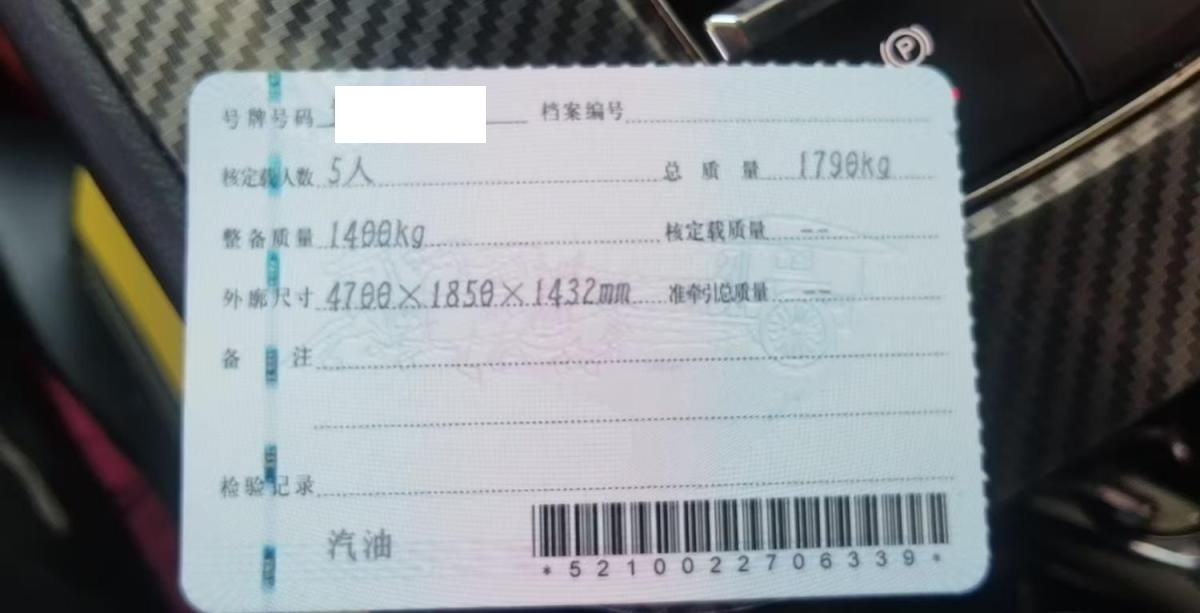 号牌号码 档案编号
核定载人数 5人 总质量 1790kg
整备质量 1400kg 核定载质量 --
外廓尺寸 4700×1850×1432mm 准牵引总质量 --
备注
检验记录
汽油
*5210022706339*
P